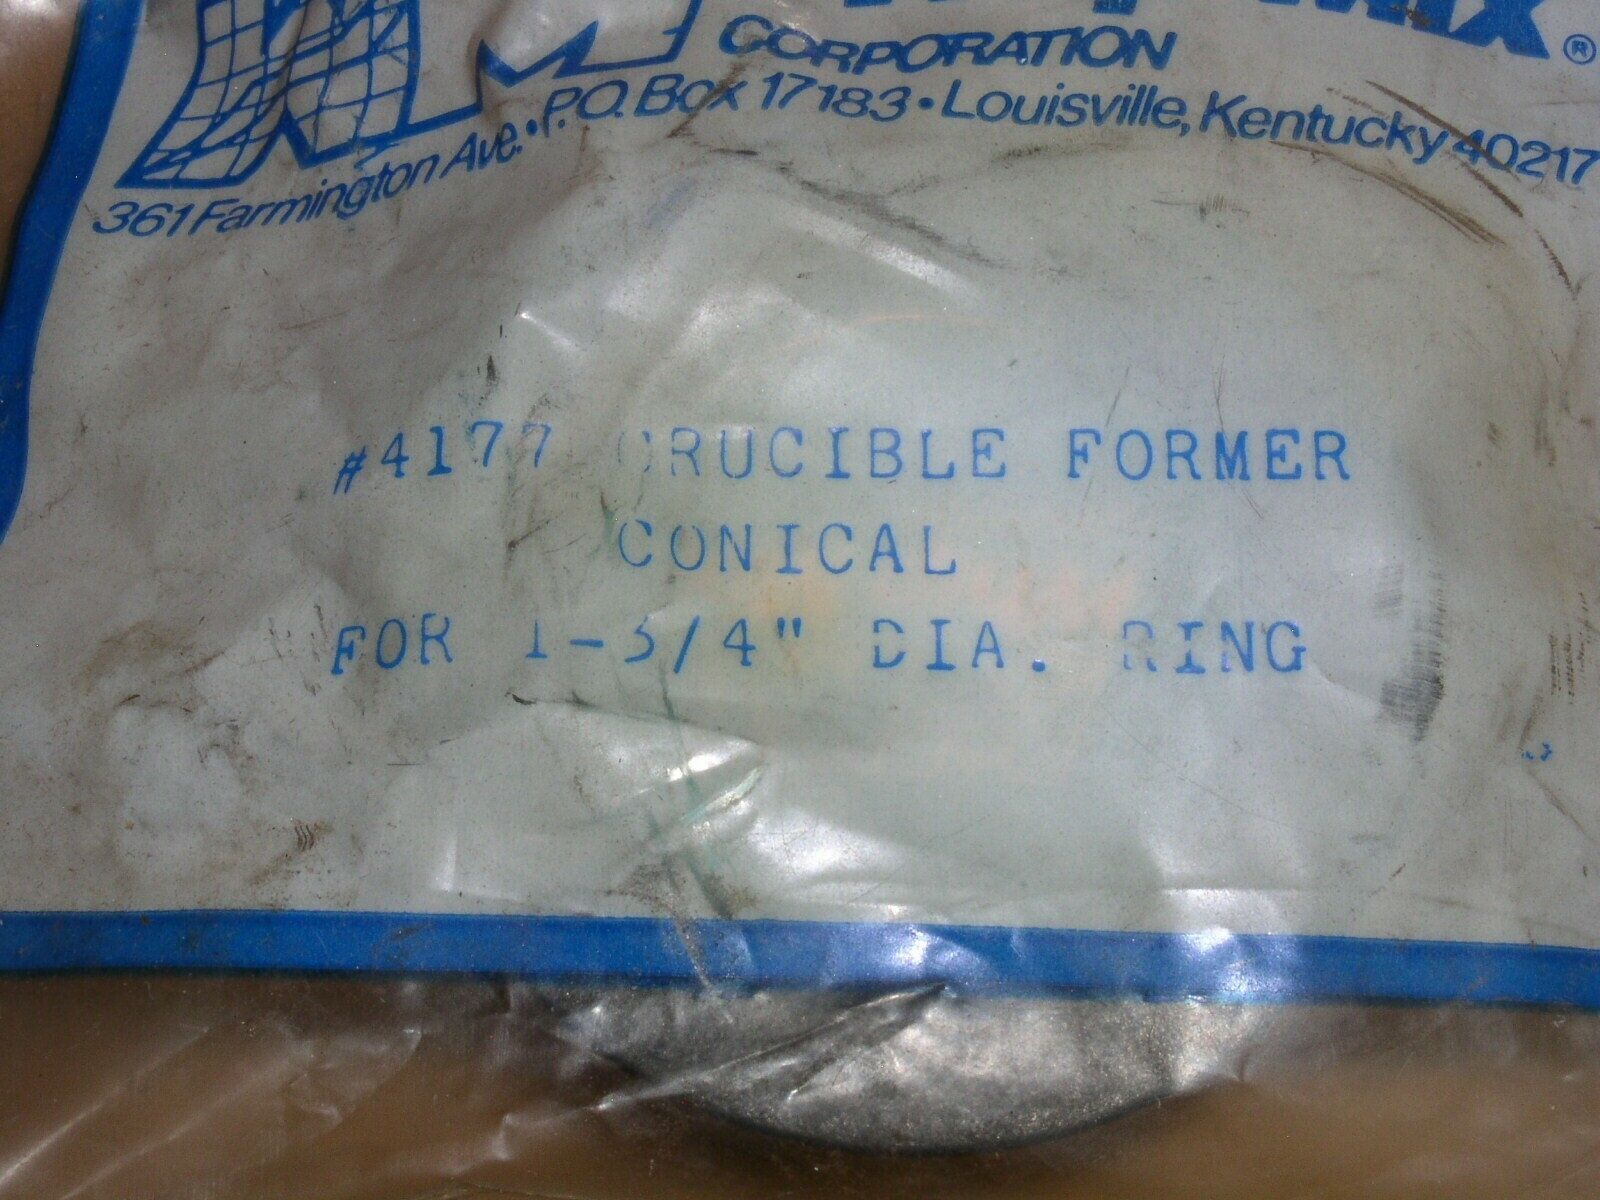 CORPORATION
361 Farmington Ave. • P.O. Box 17183 • Louisville, Kentucky 40217
#4177 CRUCIBLE FORMER
CONICAL
FOR 1-3/4" DIA. RING